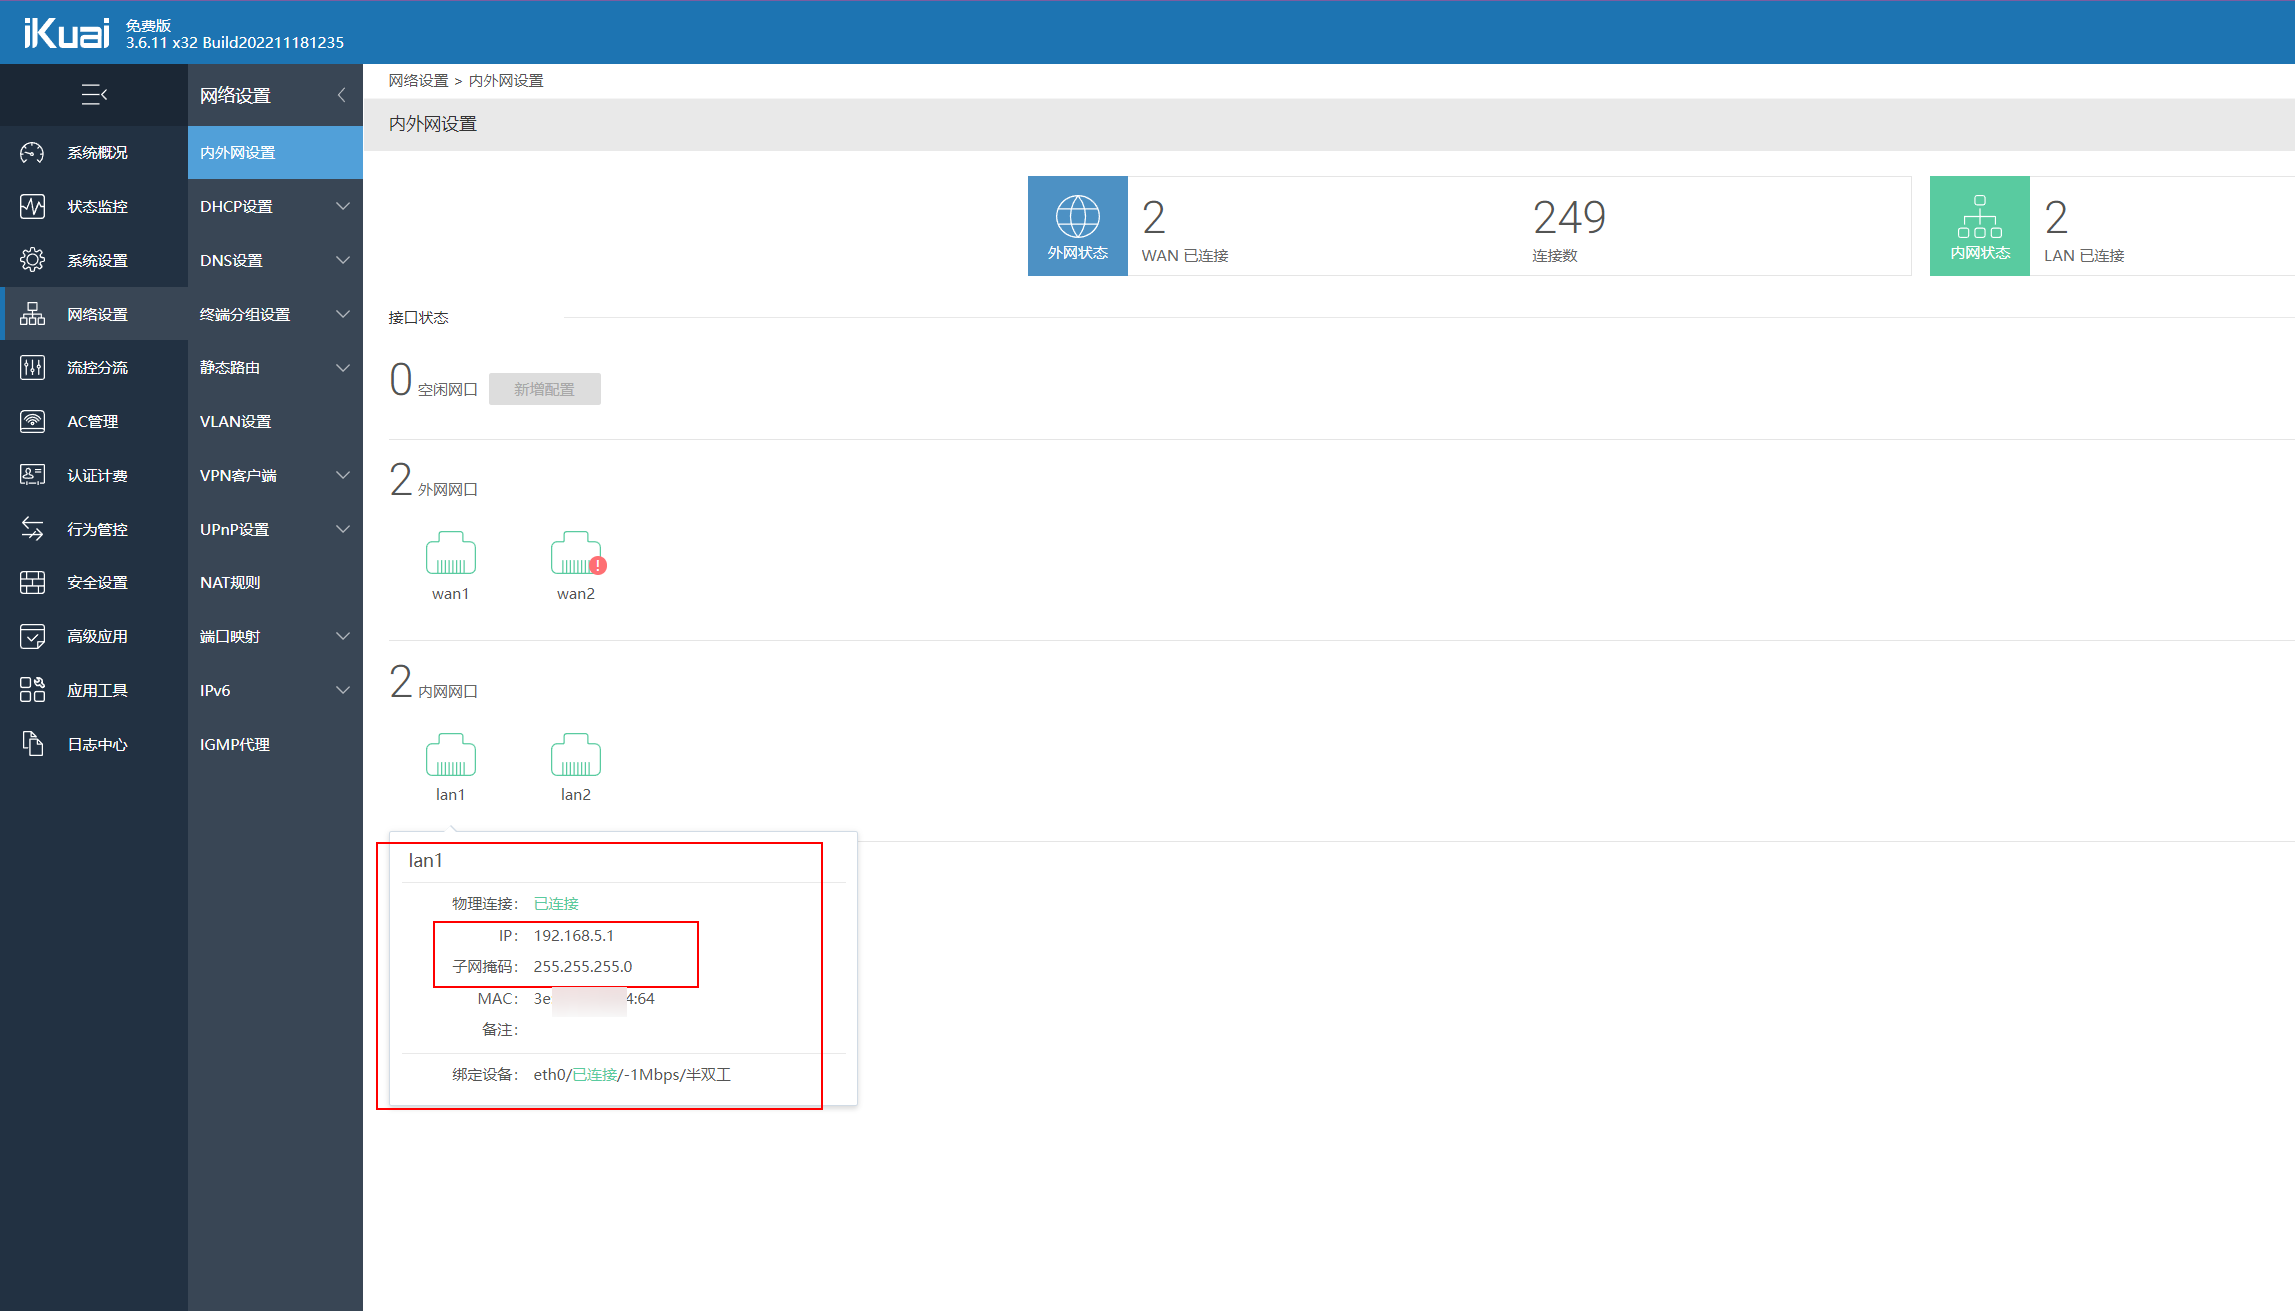 iKuai
免费版
3.6.11 x32 Build202211181235
系统概况
状态监控
系统设置
网络设置
流控分流
AC管理
认证计费
行为管控
安全设置
高级应用
应用工具
日志中心
网络设置
内外网设置
DHCP设置
DNS设置
终端分组设置
静态路由
VLAN设置
VPN客户端
UPnP设置
NAT规则
端口映射
IPv6
IGMP代理
网络设置 > 内外网设置
内外网设置
外网状态
2
WAN 已连接
249
连接数
内网状态
2
LAN 已连接
接口状态
0 空闲网口 新增配置
2 外网网口
wan1 wan2
2 内网网口
lan1 lan2
lan1
物理连接: 已连接
IP: 192.168.5.1
子网掩码: 255.255.255.0
MAC: 3e 4:64
备注:
绑定设备: eth0/已连接/-1Mbps/半双工